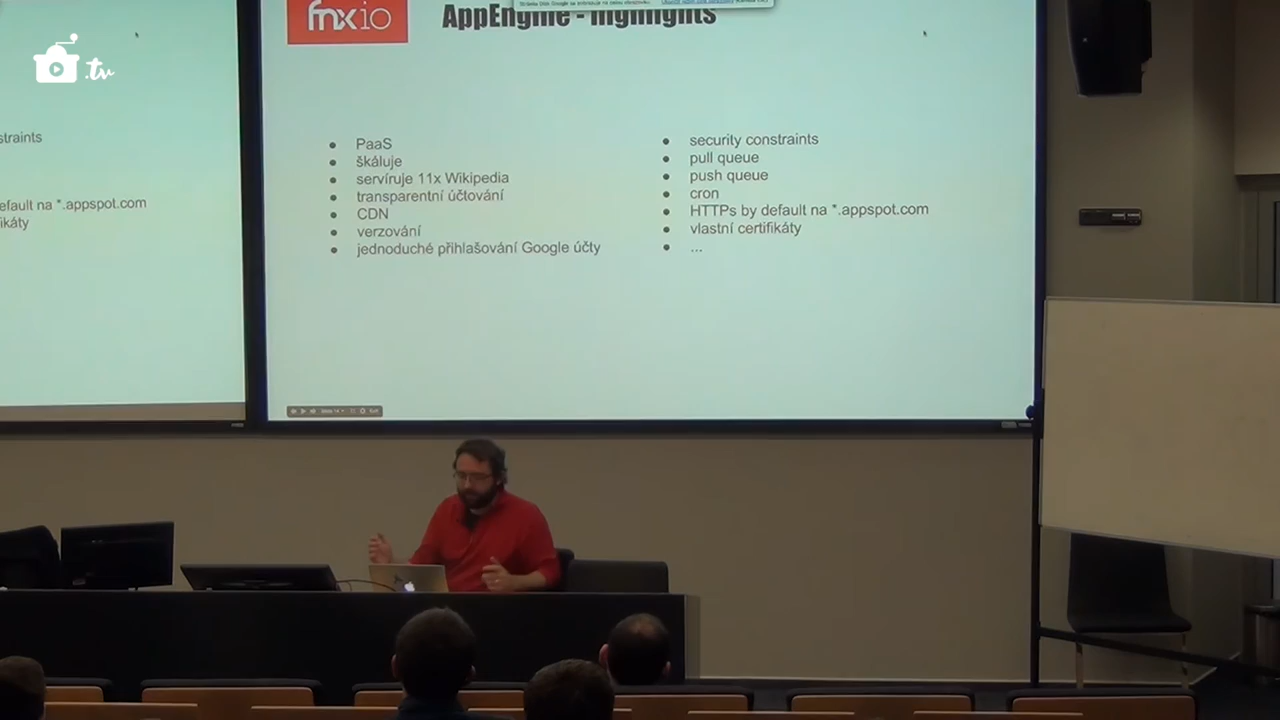 .tv
fmxio
AppEngine - highlights
straints
efault na *.appspot.com
ikáty
PaaS
škáluje
servíruje 11x Wikipedia
transparentní účtování
CDN
verzování
jednoduché přihlašování Google účty
security constraints
pull queue
push queue
cron
HTTPs by default na *.appspot.com
vlastní certifikáty
...